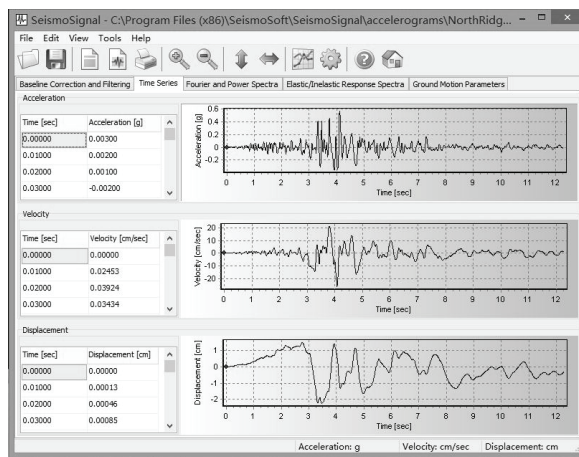 SeismoSignal - C:\Program Files (x86)\SeismoSoft\SeismoSignal\accelerograms\NorthRidg...
File Edit View Tools Help
Baseline Correction and Filtering Time Series Fourier and Power Spectra Elastic/Inelastic Response Spectra Ground Motion Parameters
Acceleration
Time [sec] Acceleration [g]
0.00000 0.00300
0.01000 0.00200
0.02000 0.00100
0.03000 -0.00200
Acceleration [g]
0.6
0.4
0.2
0
-0.2
0 1 2 3 4 5 6 7 8 9 10 11 12
Time [sec]
Velocity
Time [sec] Velocity [cm/sec]
0.00000 0.00000
0.01000 0.02453
0.02000 0.03924
0.03000 0.03434
Velocity [cm/sec]
20
10
0
-10
-20
0 1 2 3 4 5 6 7 8 9 10 11 12
Time [sec]
Displacement
Time [sec] Displacement [cm]
0.00000 0.00000
0.01000 0.00013
0.02000 0.00046
0.03000 0.00085
Displacement [cm]
1
0
-1
-2
0 1 2 3 4 5 6 7 8 9 10 11 12
Time [sec]
Acceleration: g Velocity: cm/sec Displacement: cm